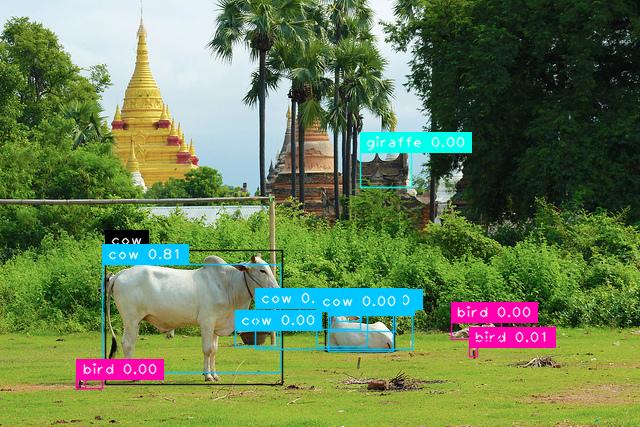 giraffe 0.00
cow
cow 0.81
cow 0.
cow 0.00
cow 0.00
bird 0.00
bird 0.01
bird 0.00